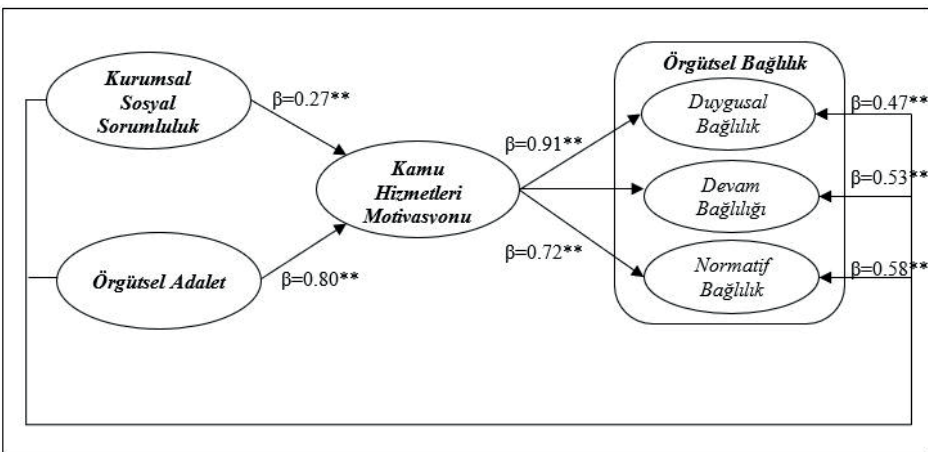 Kurumsal
Sosyal
Sorumluluk
β=0.27**
Örgütsel Adalet
β=0.80**
Kamu
Hizmetleri
Motivasyonu
β=0.91**
β=0.72**
Örgütsel Bağlılık
Duygusal
Bağlılık
Devam
Bağlılığı
Normatif
Bağlılık
β=0.47**
β=0.53**
β=0.58**